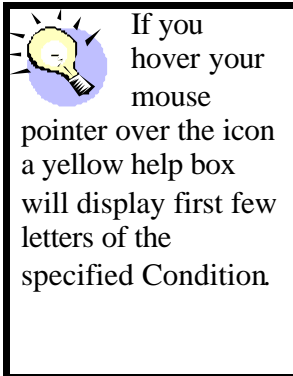 If you
hover your
mouse
pointer over the icon
a yellow help box
will display first few
letters of the
specified Condition.